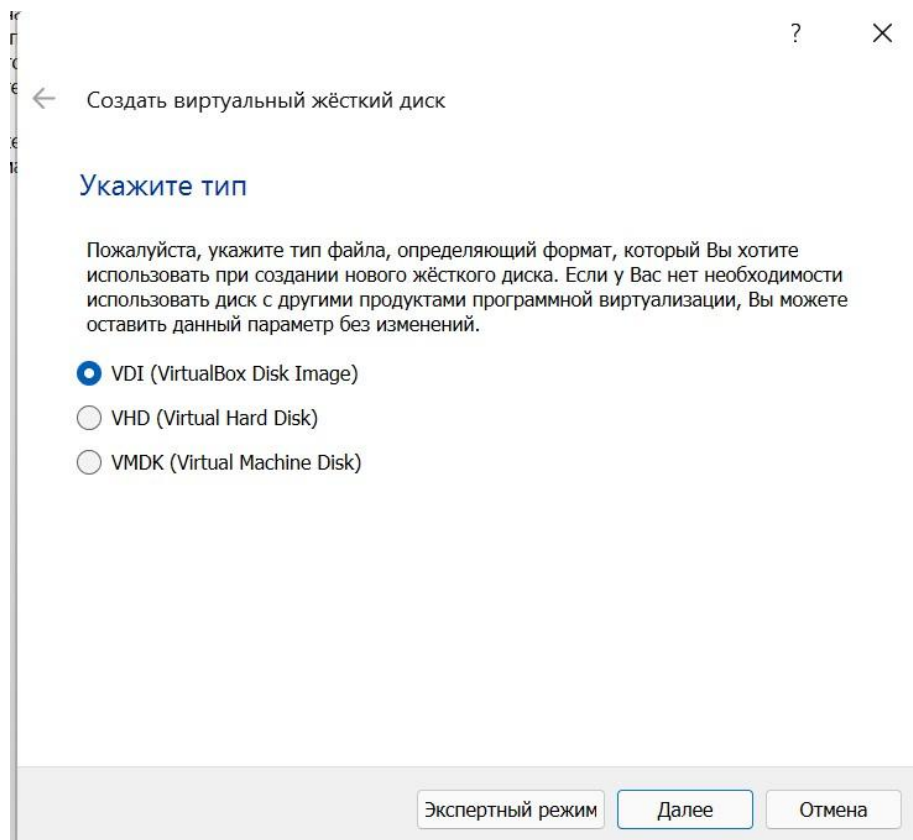 ?
Создать виртуальный жёсткий диск
Укажите тип
Пожалуйста, укажите тип файла, определяющий формат, который Вы хотите
использовать при создании нового жёсткого диска. Если у Вас нет необходимости
использовать диск с другими продуктами программной виртуализации, Вы можете
оставить данный параметр без изменений.
VDI (VirtualBox Disk Image)
VHD (Virtual Hard Disk)
VMDK (Virtual Machine Disk)
Экспертный режим Далее Отмена